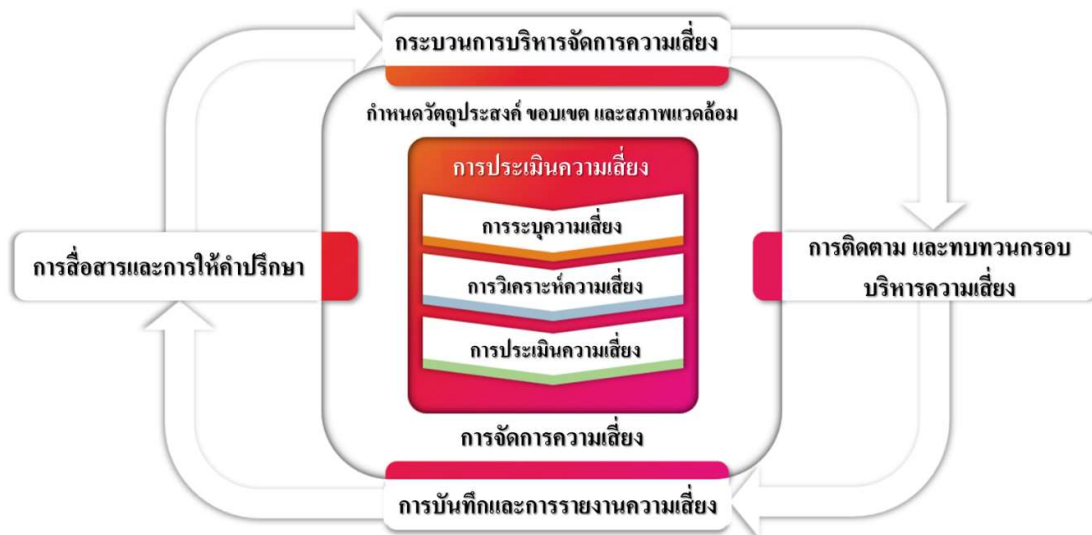 กระบวนการบริหารจัดการความเสี่ยง
กำหนดวัตถุประสงค์ ขอบเขต และสภาพแวดล้อม
การประเมินความเสี่ยง
การระบุความเสี่ยง
การวิเคราะห์ความเสี่ยง
การประเมินความเสี่ยง
การสื่อสารและการให้คำปรึกษา
การติดตาม และทบทวนกรอบ
บริหารความเสี่ยง
การจัดการความเสี่ยง
การบันทึกและการรายงานความเสี่ยง